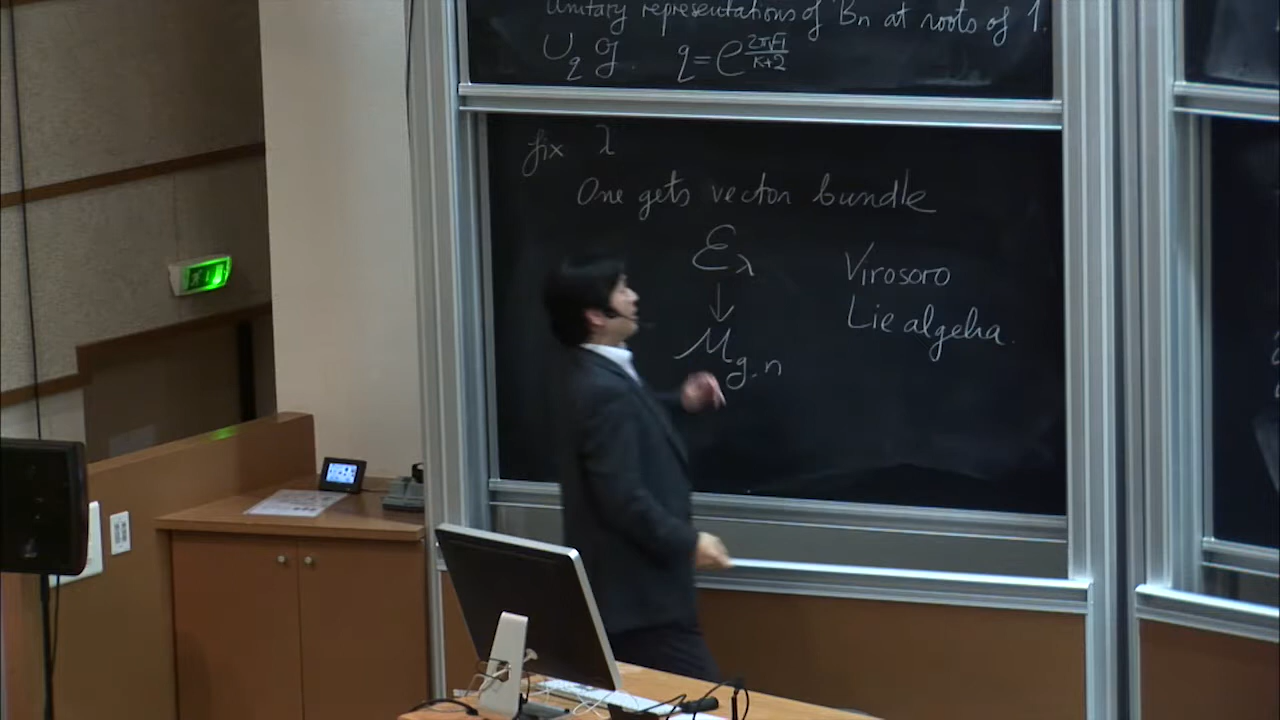 Unitary representations of Bn at roots of 1.
U_q g q = e^{2π√-1 / K+2}
fix λ
One gets vector bundle
ℰ_λ
↓
M_{g.n}
Virosoro
Lie algebra.